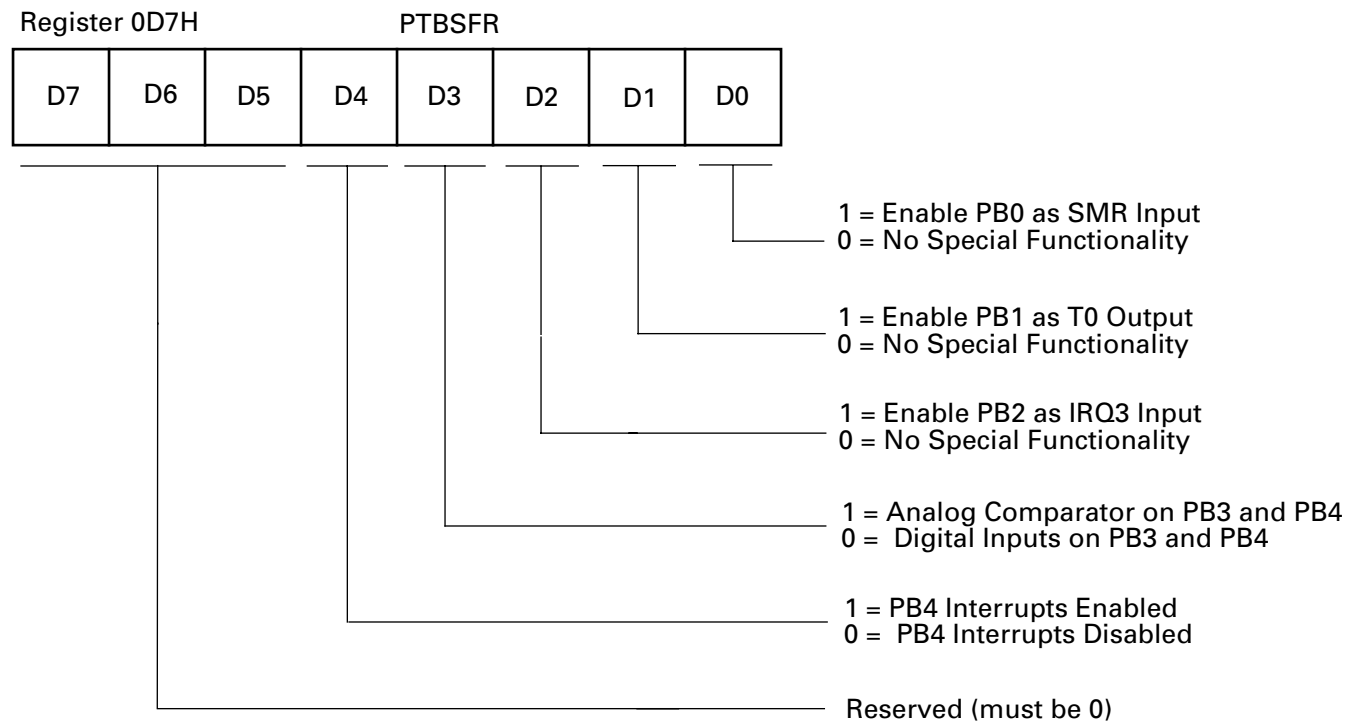 Register 0D7H PTBSFR
D7 D6 D5 D4 D3 D2 D1 D0
1 = Enable PB0 as SMR Input
0 = No Special Functionality
1 = Enable PB1 as T0 Output
0 = No Special Functionality
1 = Enable PB2 as IRQ3 Input
0 = No Special Functionality
1 = Analog Comparator on PB3 and PB4
0 = Digital Inputs on PB3 and PB4
1 = PB4 Interrupts Enabled
0 = PB4 Interrupts Disabled
Reserved (must be 0)